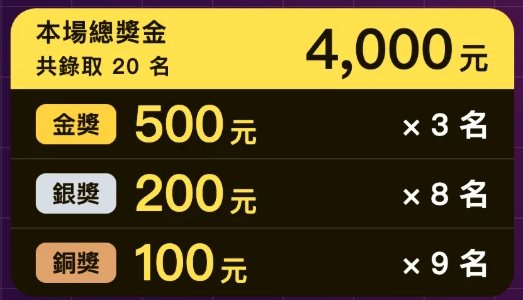 本場總獎金
共錄取 20 名
4,000元
金獎 500元 × 3 名
銀獎 200元 × 8 名
銅獎 100元 × 9 名